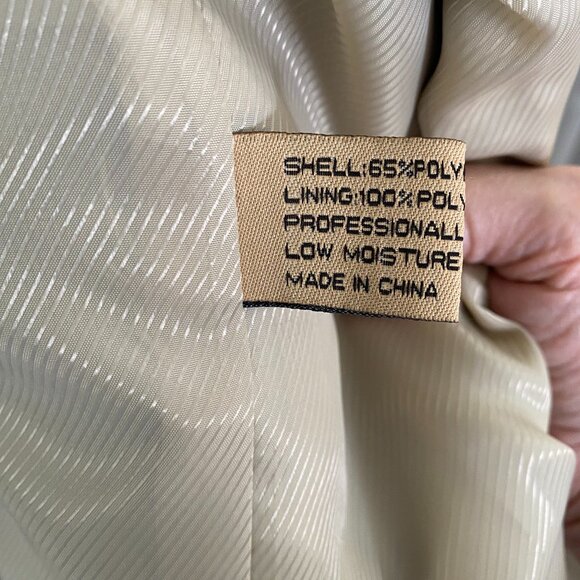 SHELL:65%POLY
LINING:100%POLY
PROFESSIONALL
LOW MOISTURE
MADE IN CHINA